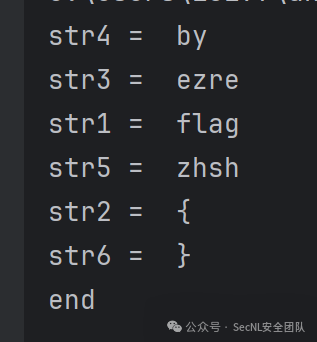 str4 =  by
str3 =  ezre
str1 =  flag
str5 =  zhsh
str2 =  {
str6 =  }
end
公众号 · SecNL安全团队